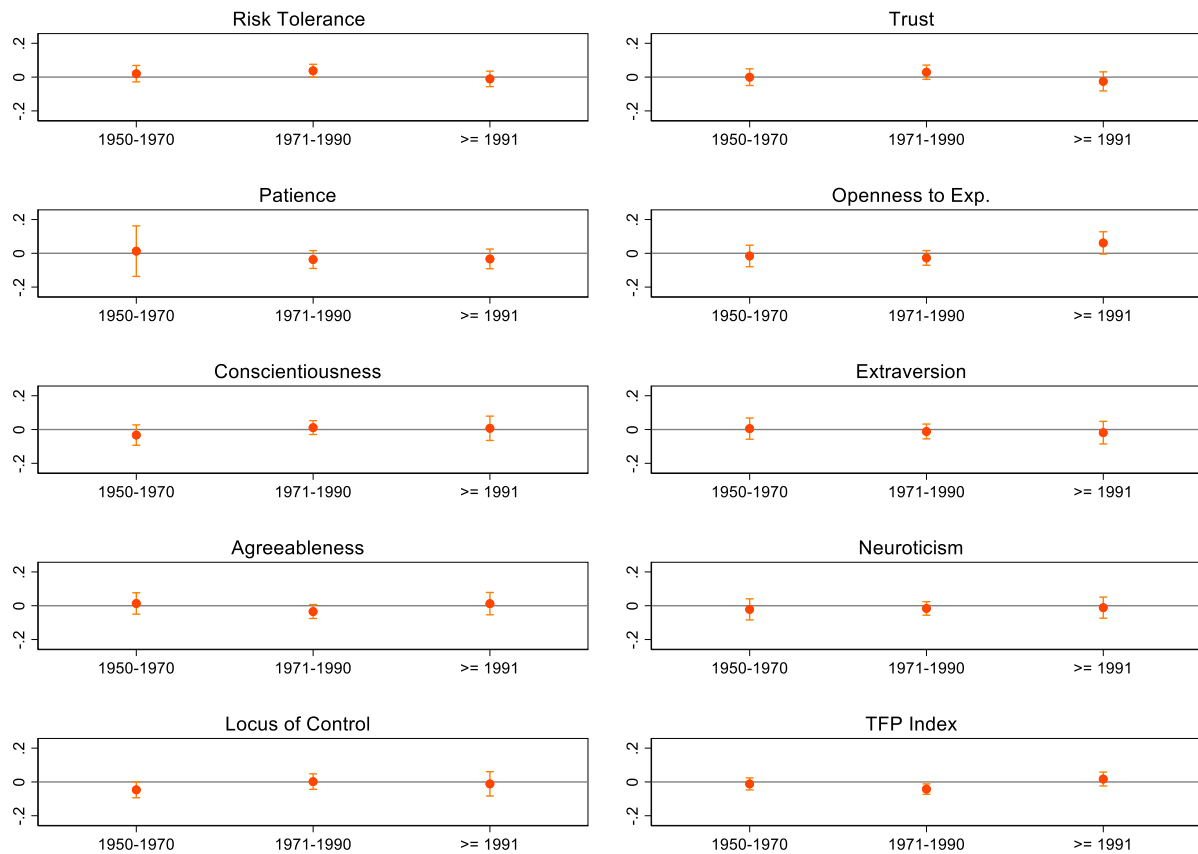 Risk Tolerance
.2
0
-.2
1950-1970 1971-1990 >= 1991
Trust
.2
0
-.2
1950-1970 1971-1990 >= 1991
Patience
.2
0
-.2
1950-1970 1971-1990 >= 1991
Openness to Exp.
.2
0
-.2
1950-1970 1971-1990 >= 1991
Conscientiousness
.2
0
-.2
1950-1970 1971-1990 >= 1991
Extraversion
.2
0
-.2
1950-1970 1971-1990 >= 1991
Agreeableness
.2
0
-.2
1950-1970 1971-1990 >= 1991
Neuroticism
.2
0
-.2
1950-1970 1971-1990 >= 1991
Locus of Control
.2
0
-.2
1950-1970 1971-1990 >= 1991
TFP Index
.2
0
-.2
1950-1970 1971-1990 >= 1991